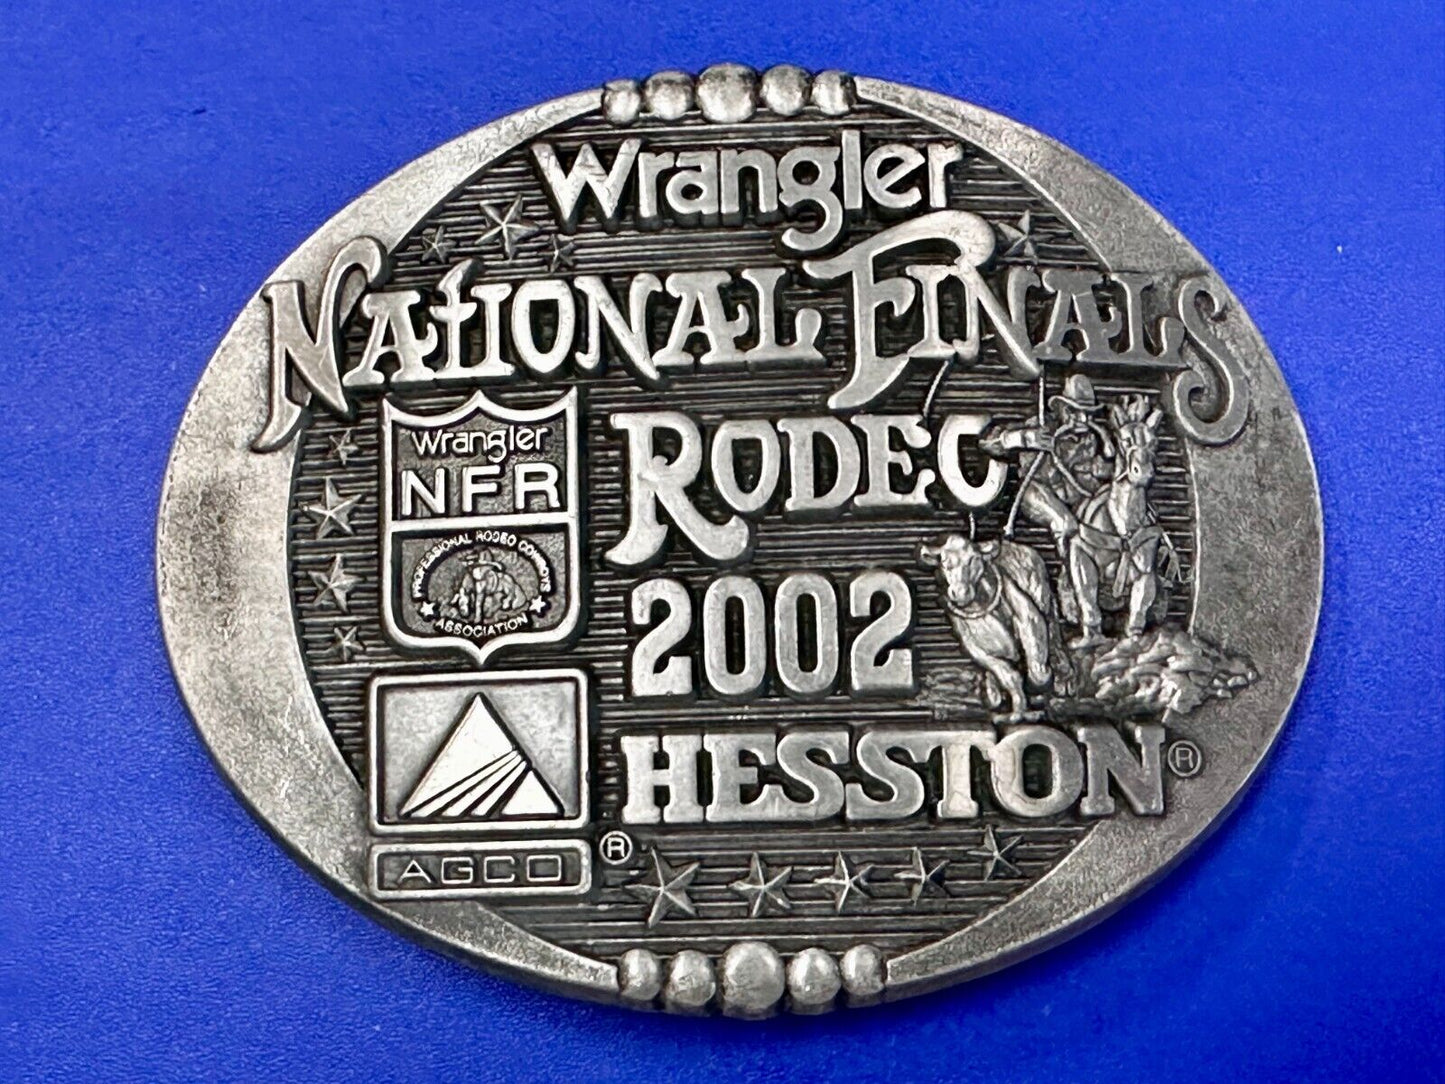 Wrangler
NATIONAL FINALS
RODEO
2002
HESSTON®
Wrangler
NFR
PROFESSIONAL RODEO COWBOYS
ASSOCIATION
AGCO ®